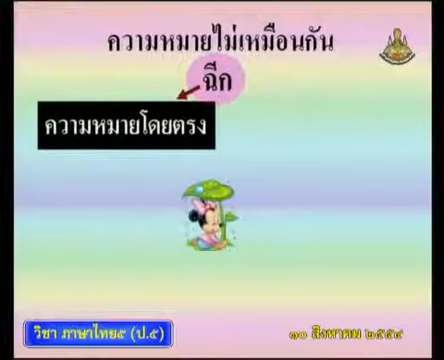 ความหมายไม่เหมือนกัน
ฉีก
ความหมายโดยตรง
วิชา ภาษาไทย๕ (ป.๕)
๑๐ สิงหาคม ๒๕๕๔